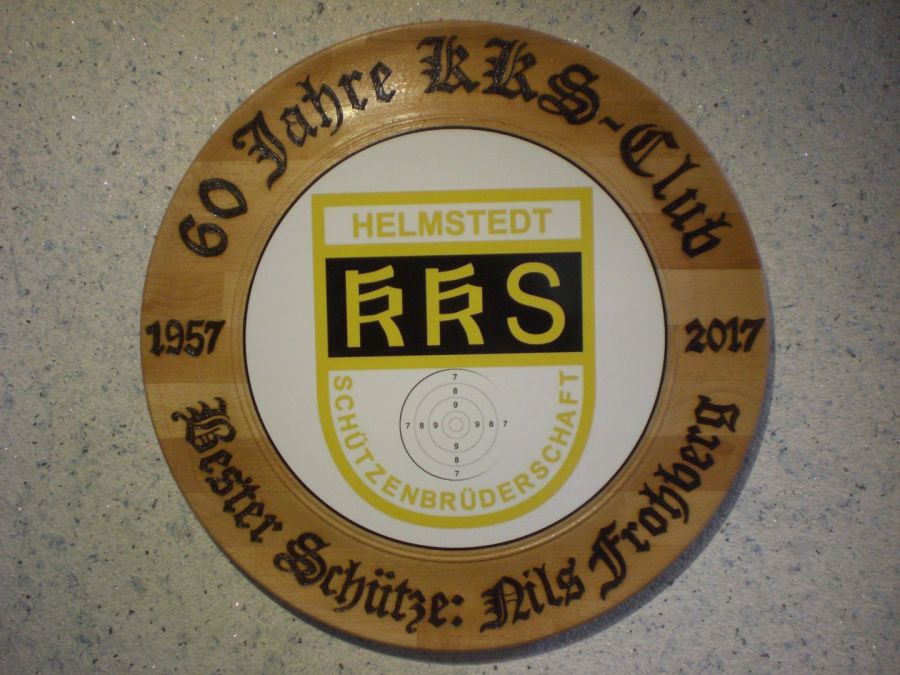 60 Jahre KKS-Club
1957
2017
HELMSTEDT
KKS
7
8
9
7 8 9 9 8 7
9
8
7
SCHÜTZENBRÜDERSCHAFT
Bester Schütze: Nils Frohberg